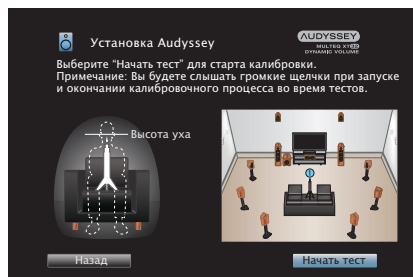 Установка Audyssey
AUDYSSEY
MULTEQ XT32
DYNAMIC VOLUME
Выберите “Начать тест” для старта калибровки.
Примечание: Вы будете слышать громкие щелчки при запуске
и окончании калибровочного процесса во время тестов.
Высота уха
Назад
Начать тест